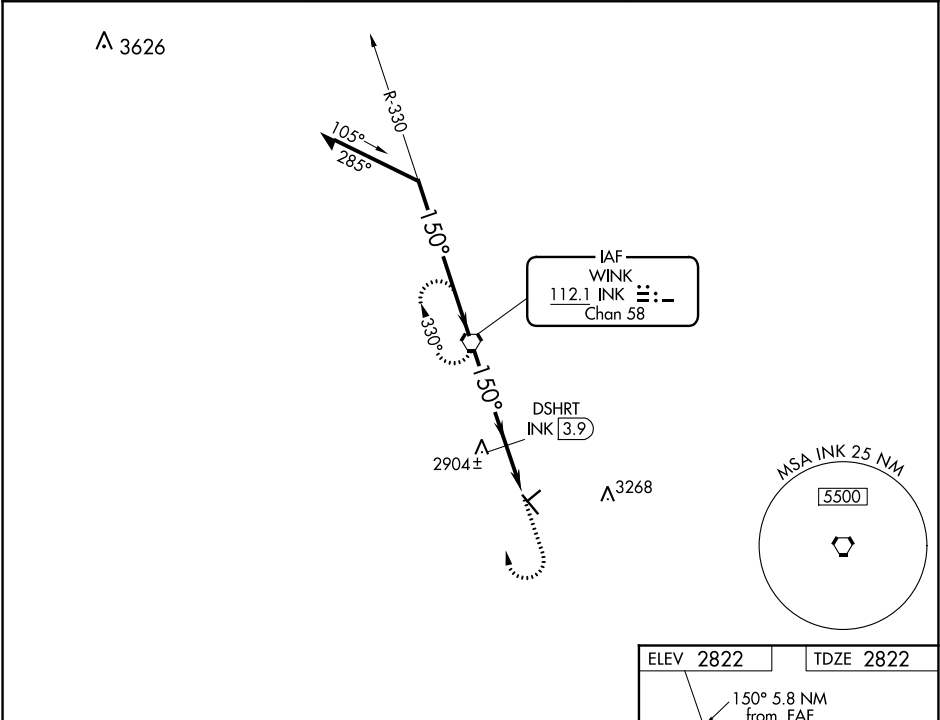 3626
R-330
105°
285°
150°
IAF
WINK
112.1 INK
Chan 58
330°
150°
DSHRT
INK 3.9
2904±
3268
MSA INK 25 NM
5500
ELEV 2822
TDZE 2822
150° 5.8 NM
from FAF